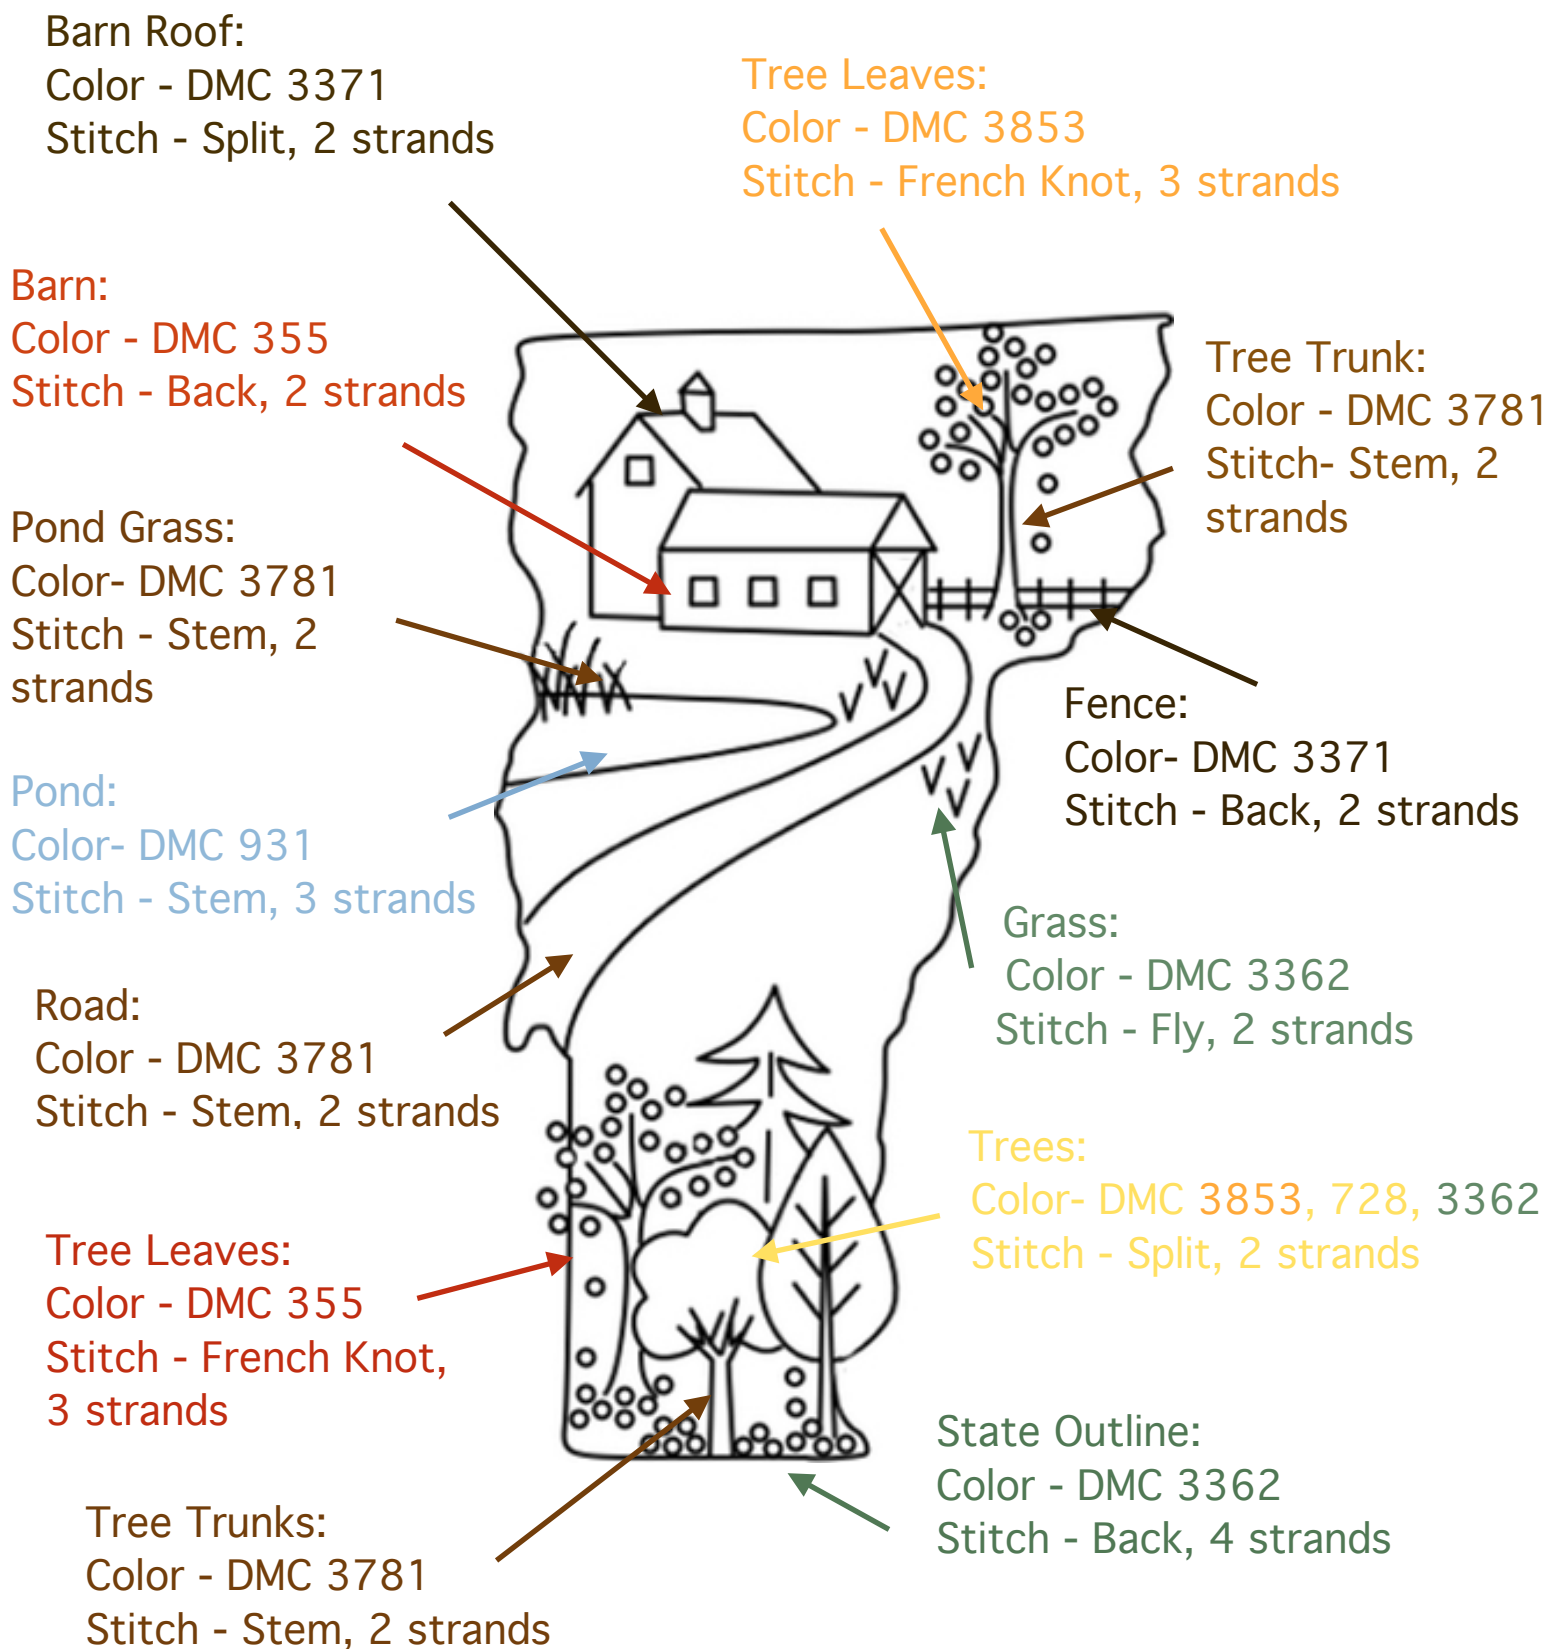 Barn Roof:
Color - DMC 3371
Stitch - Split, 2 strands
Tree Leaves:
Color - DMC 3853
Stitch - French Knot, 3 strands
Barn:
Color - DMC 355
Stitch - Back, 2 strands
Tree Trunk:
Color - DMC 3781
Stitch- Stem, 2
strands
Pond Grass:
Color- DMC 3781
Stitch - Stem, 2
strands
Fence:
Color- DMC 3371
Stitch - Back, 2 strands
Pond:
Color- DMC 931
Stitch - Stem, 3 strands
Grass:
Color - DMC 3362
Stitch - Fly, 2 strands
Road:
Color - DMC 3781
Stitch - Stem, 2 strands
Trees:
Color- DMC 3853, 728, 3362
Stitch - Split, 2 strands
Tree Leaves:
Color - DMC 355
Stitch - French Knot,
3 strands
State Outline:
Color - DMC 3362
Stitch - Back, 4 strands
Tree Trunks:
Color - DMC 3781
Stitch - Stem, 2 strands